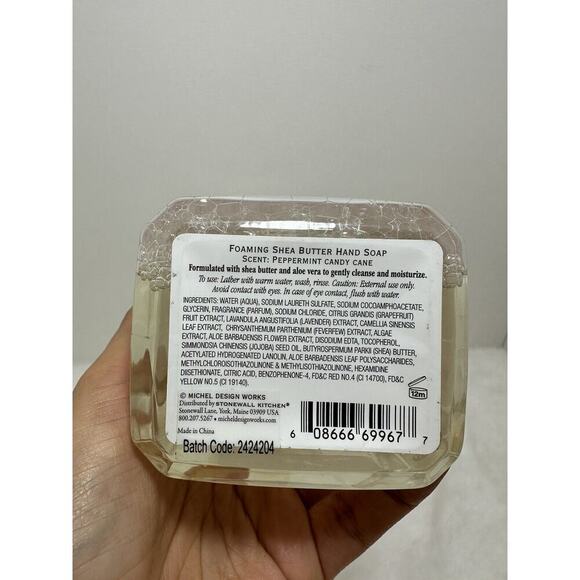 FOAMING SHEA BUTTER HAND SOAP
SCENT: PEPPERMINT CANDY CANE
Formulated with shea butter and aloe vera to gently cleanse and moisturize.
To use: Lather with warm water, wash, rinse. Caution: External use only.
Avoid contact with eyes. In case of eye contact, flush with water.
INGREDIENTS: WATER (AQUA), SODIUM LAURETH SULFATE, SODIUM COCOAMPHOACETATE,
GLYCERIN, FRAGRANCE (PARFUM), SODIUM CHLORIDE, CITRUS GRANDIS (GRAPEFRUIT)
FRUIT EXTRACT, LAVANDULA ANGUSTIFOLIA (LAVENDER) EXTRACT, CAMELLIA SINENSIS
LEAF EXTRACT, CHRYSANTHEMUM PARTHENIUM (FEVERFEW) EXTRACT, ALGAE
EXTRACT, ALOE BARBADENSIS FLOWER EXTRACT, DISODIUM EDTA, TOCOPHEROL,
SIMMONDSIA CHINENSIS (JOJOBA) SEED OIL, BUTYROSPERMUM PARKII (SHEA) BUTTER,
ACETYLATED HYDROGENATED LANOLIN, ALOE BARBADENSIS LEAF POLYSACCHARIDES,
METHYLCHLOROISOTHIAZOLINONE & METHYLISOTHIAZOLINONE, HEXAMIDINE
DIISETHIONATE, CITRIC ACID, BENZOPHENONE-4, FD&C RED NO.4 (CI 14700), FD&C
YELLOW NO.5 (CI 19140).
© MICHEL DESIGN WORKS
Distributed by STONEWALL KITCHEN®
Stonewall Lane, York, Maine 03909 USA
800.207.5267 • micheldesignworks.com
Made in China
Batch Code: 2424204
12m
6 08666 69967 7